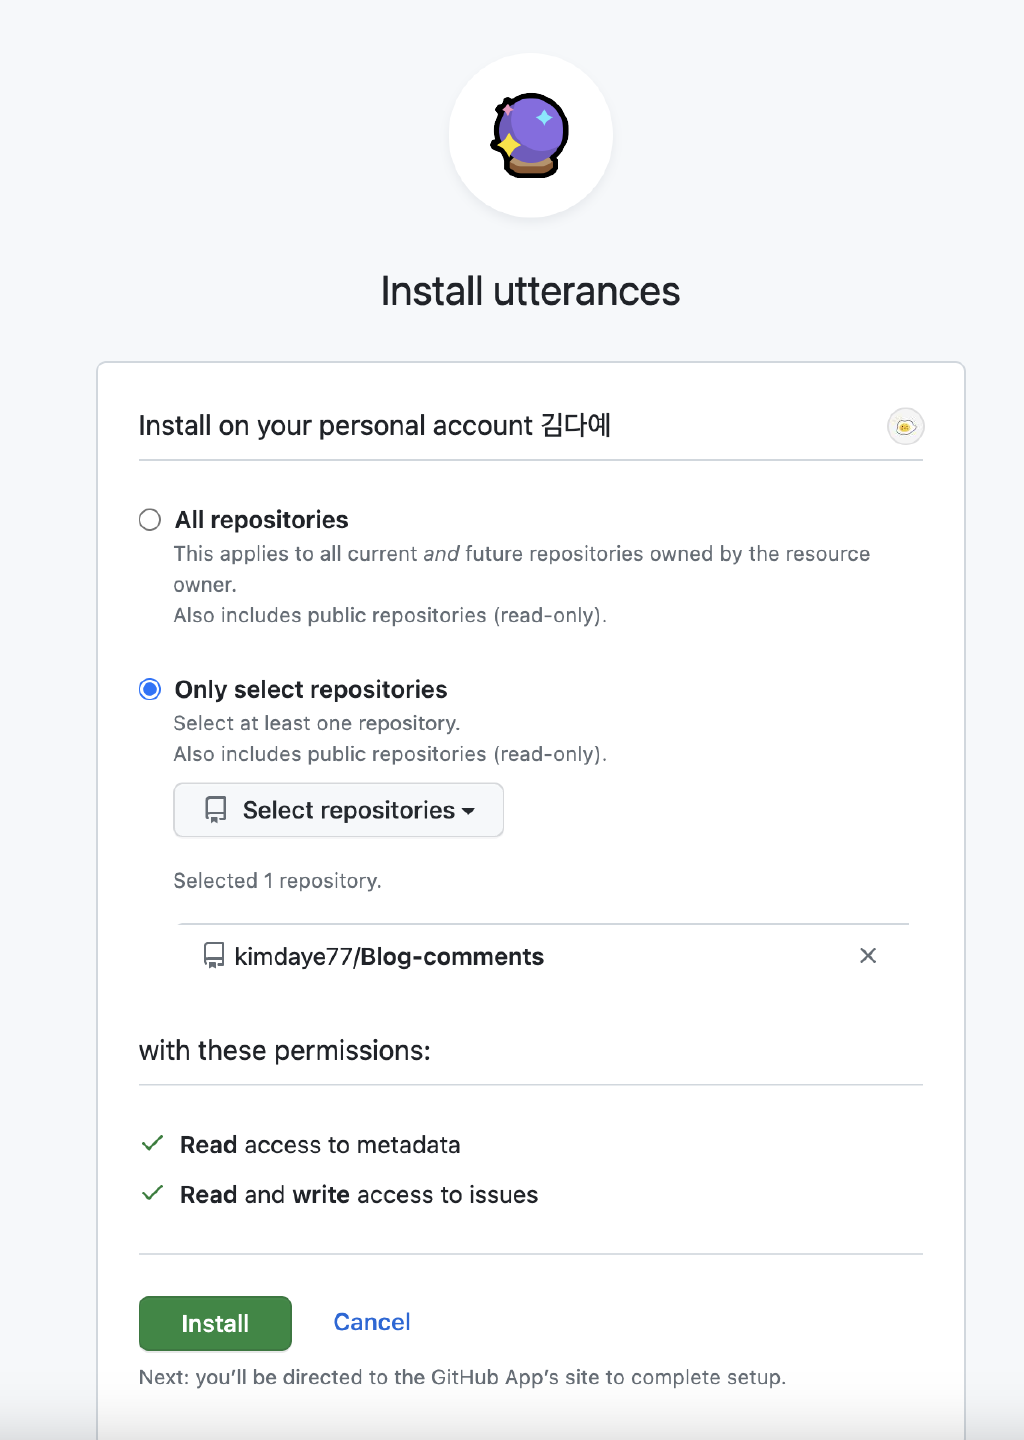 Install utterances
Install on your personal account 김다예
All repositories
This applies to all current and future repositories owned by the resource
owner.
Also includes public repositories (read-only).
Only select repositories
Select at least one repository.
Also includes public repositories (read-only).
Select repositories
Selected 1 repository.
kimdaye77/Blog-comments
with these permissions:
Read access to metadata
Read and write access to issues
Install Cancel
Next: you'll be directed to the GitHub App's site to complete setup.